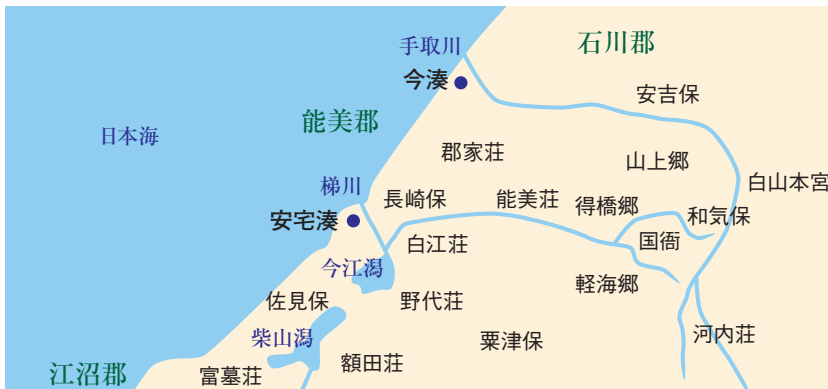 手取川
石川郡
今湊
安吉保
能美郡
日本海
郡家荘
山上郷
白山本宮
梯川
長崎保
能美荘
得橋郷
和気保
安宅湊
白江荘
国衙
今江潟
軽海郷
佐見保
野代荘
柴山潟
粟津保
河内荘
額田荘
江沼郡
富墓荘